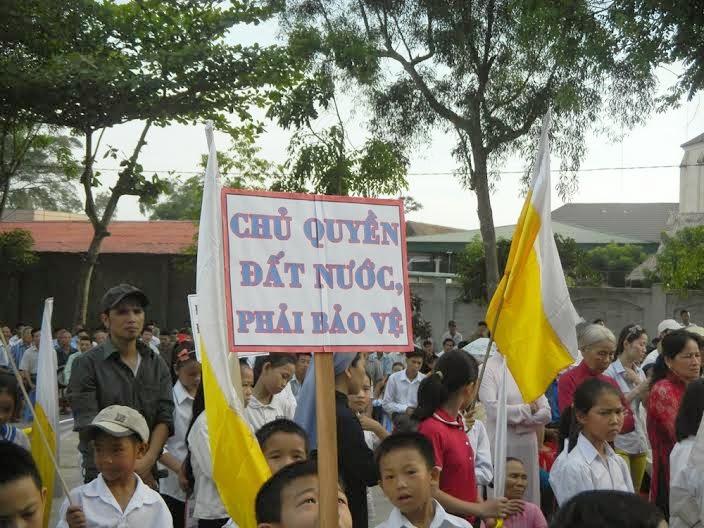 CHỦ QUYỀN
ĐẤT NƯỚC,
PHẢI BẢO VỆ